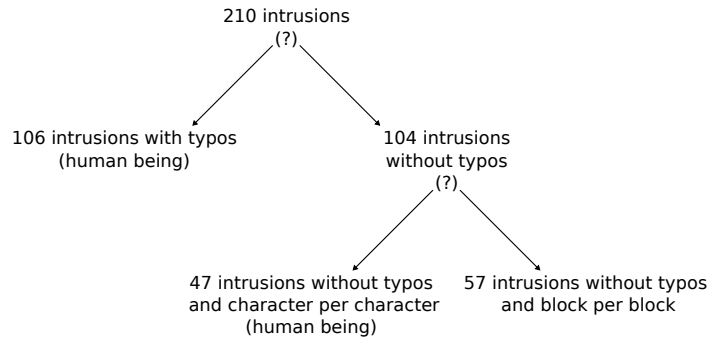 210 intrusions
(?)
106 intrusions with typos
(human being)
104 intrusions
without typos
(?)
47 intrusions without typos
and character per character
(human being)
57 intrusions without typos
and block per block